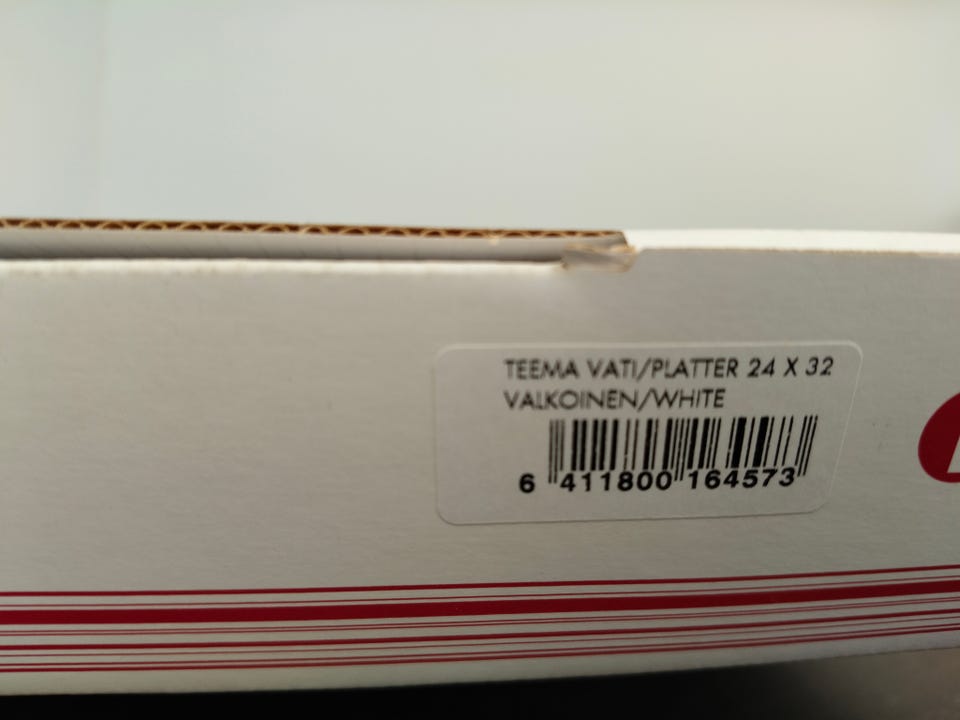 TEEMA VATI/PLATTER 24 X 32
VALKOINEN/WHITE
6 411800 164573